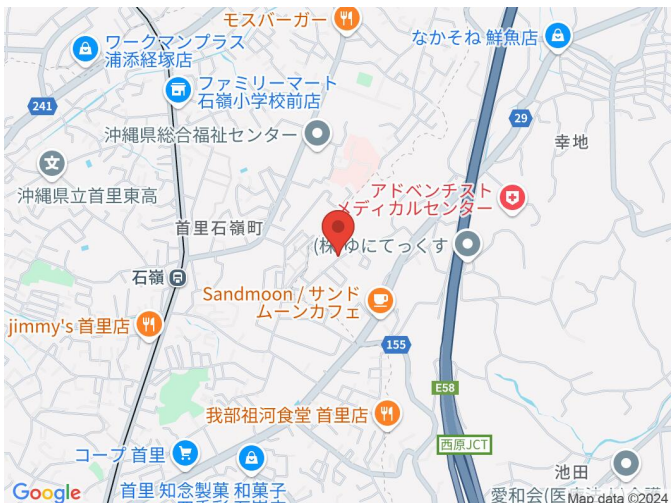 モスバーガー
ワークマンプラス
浦添経塚店
なかそね 鮮魚店
ファミリーマート
石嶺小学校前店
241
29
沖縄県総合福祉センター
幸地
沖縄県立首里東高
アドベンチスト
メディカルセンター
首里石嶺町
(株)ゆにてっくす
石嶺
Sandmoon / サンド
ムーンカフェ
jimmy's 首里店
155
E58
我部祖河食堂 首里店
西原JCT
コープ 首里
池田
首里 知念製菓 和菓子
Google
Map data ©2024